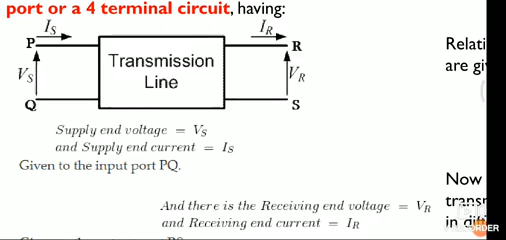 port or a 4 terminal circuit, having:
I_S
I_R
P
R
Relati
are gi
Transmission
Line
V_S
V_R
Q
S
Supply end voltage = V_S
and Supply end current = I_S
Given to the input port PQ.
Now
And there is the Receiving end voltage = V_R
transr
and Receiving end current = I_R
in di
ORDER